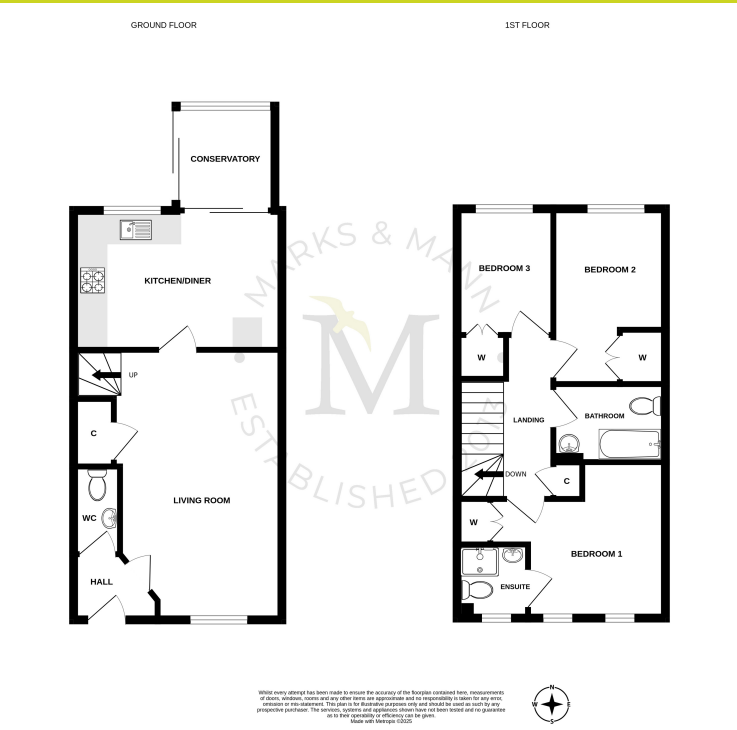 GROUND FLOOR
1ST FLOOR
CONSERVATORY
KITCHEN/DINER
UP
C
LIVING ROOM
WC
HALL
BEDROOM 3
BEDROOM 2
W
W
BATHROOM
LANDING
DOWN
C
W
BEDROOM 1
ENSUITE
MARKS & MANN
M
ESTABLISHED 2013
Whilst every attempt has been made to ensure the accuracy of the floorplan contained here, measurements
of doors, windows, rooms and any other items are approximate and no responsibility is taken for any error,
omission or mis-statement. This plan is for illustrative purposes only and should be used as such by any
prospective purchaser. The services, systems and appliances shown have not been tested and no guarantee
as to their operability or efficiency can be given.
Made with Metropix ©2025
N
W
E
S